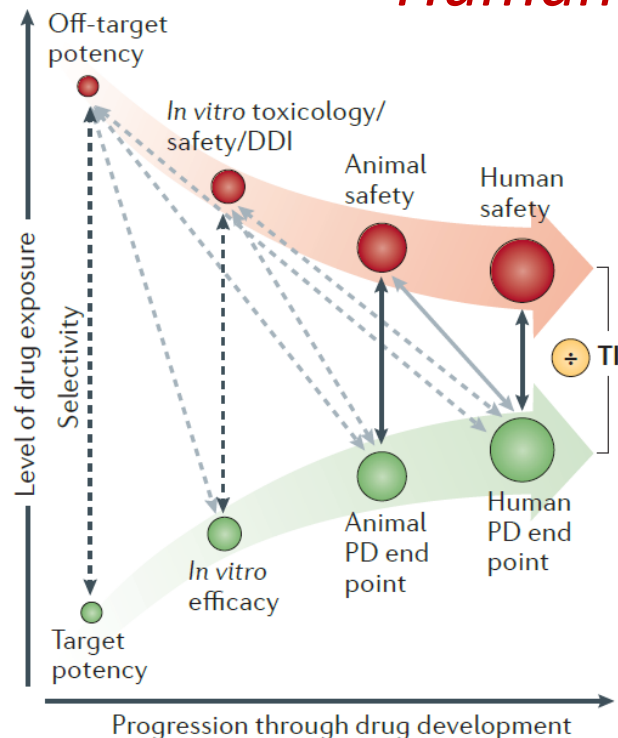 Human
Off-target
potency
In vitro toxicology/
safety/DDI
Animal
safety
Human
safety
Level of drug exposure
Selectivity
÷ TI
Target
potency
In vitro
efficacy
Animal
PD end
point
Human
PD end
point
Progression through drug development